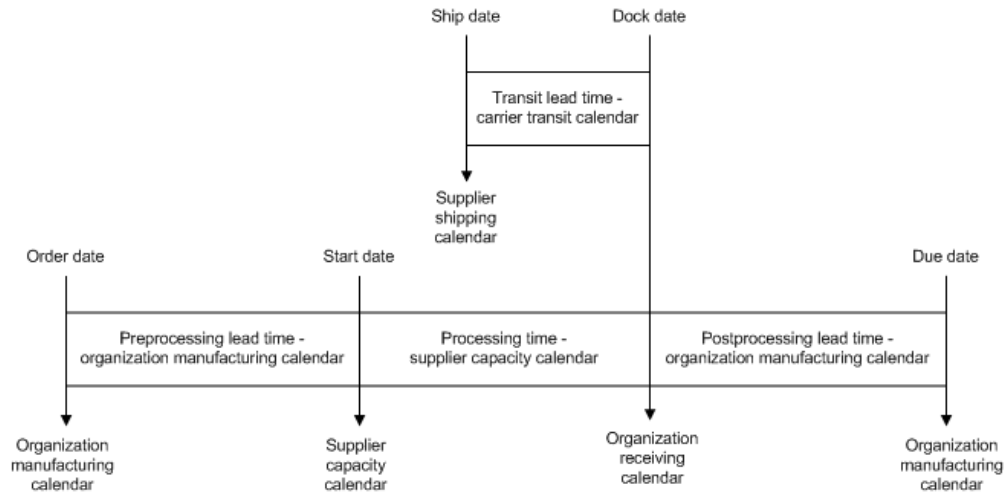 Ship date
Dock date
Transit lead time -
carrier transit calendar
Supplier
shipping
calendar
Order date
Start date
Due date
Preprocessing lead time -
organization manufacturing calendar
Processing time -
supplier capacity calendar
Postprocessing lead time -
organization manufacturing calendar
Organization
manufacturing
calendar
Supplier
capacity
calendar
Organization
receiving
calendar
Organization
manufacturing
calendar